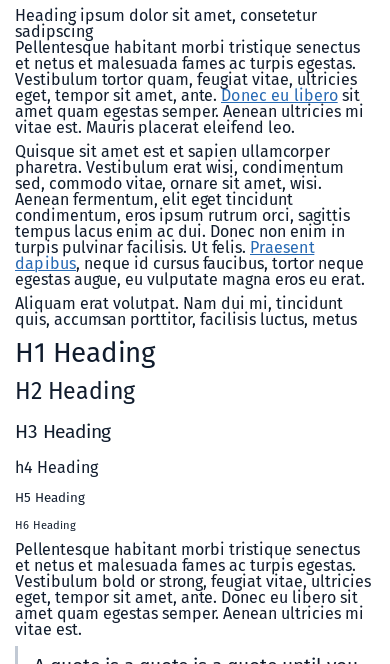 Heading ipsum dolor sit amet, consetetur
sadipscing
Pellentesque habitant morbi tristique senectus
et netus et malesuada fames ac turpis egestas.
Vestibulum tortor quam, feugiat vitae, ultricies
eget, tempor sit amet, ante. Donec eu libero sit
amet quam egestas semper. Aenean ultricies mi
vitae est. Mauris placerat eleifend leo.
Quisque sit amet est et sapien ullamcorper
pharetra. Vestibulum erat wisi, condimentum
sed, commodo vitae, ornare sit amet, wisi.
Aenean fermentum, elit eget tincidunt
condimentum, eros ipsum rutrum orci, sagittis
tempus lacus enim ac dui. Donec non enim in
turpis pulvinar facilisis. Ut felis. Praesent
dapibus, neque id cursus faucibus, tortor neque
egestas augue, eu vulputate magna eros eu erat.
Aliquam erat volutpat. Nam dui mi, tincidunt
quis, accumsan porttitor, facilisis luctus, metus
H1 Heading
H2 Heading
H3 Heading
h4 Heading
H5 Heading
H6 Heading
Pellentesque habitant morbi tristique senectus
et netus et malesuada fames ac turpis egestas.
Vestibulum bold or strong, feugiat vitae, ultricies
eget, tempor sit amet, ante. Donec eu libero sit
amet quam egestas semper. Aenean ultricies mi
vitae est.
A quote is a quote is a quote until you